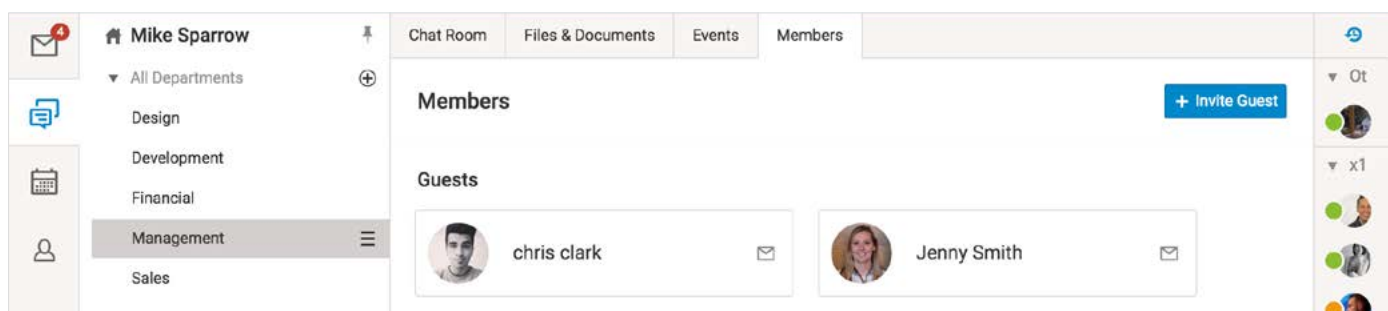 4
Mike Sparrow
All Departments
Design
Development
Financial
Management
Sales
Chat Room
Files & Documents
Events
Members
Members
+ Invite Guest
Guests
chris clark
Jenny Smith
Ot
x1